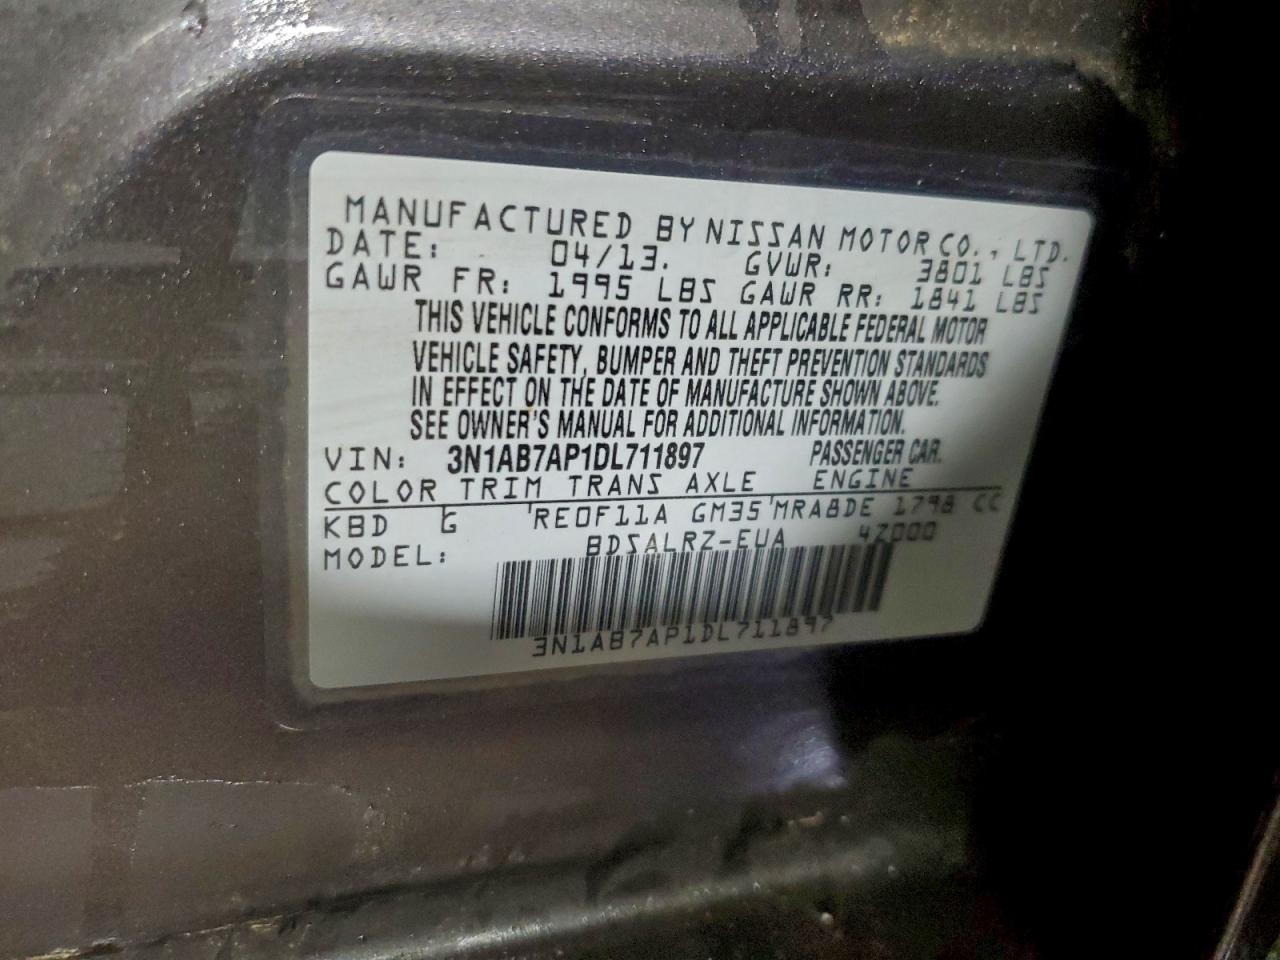 MANUFACTURED BY NISSAN MOTOR CO., LTD.
DATE: 04/13. GVWR: 3801 LBS
GAWR FR: 1995 LBS GAWR RR: 1841 LBS
THIS VEHICLE CONFORMS TO ALL APPLICABLE FEDERAL MOTOR
VEHICLE SAFETY, BUMPER AND THEFT PREVENTION STANDARDS
IN EFFECT ON THE DATE OF MANUFACTURE SHOWN ABOVE.
SEE OWNER'S MANUAL FOR ADDITIONAL INFORMATION.
VIN: 3N1AB7AP1DL711897 PASSENGER CAR.
COLOR TRIM TRANS AXLE ENGINE
KBD G RE0F11A GM35 MRA8DE 1798 CC
MODEL: BDSALRZ-EUA 4Z000
3N1AB7AP1DL711897